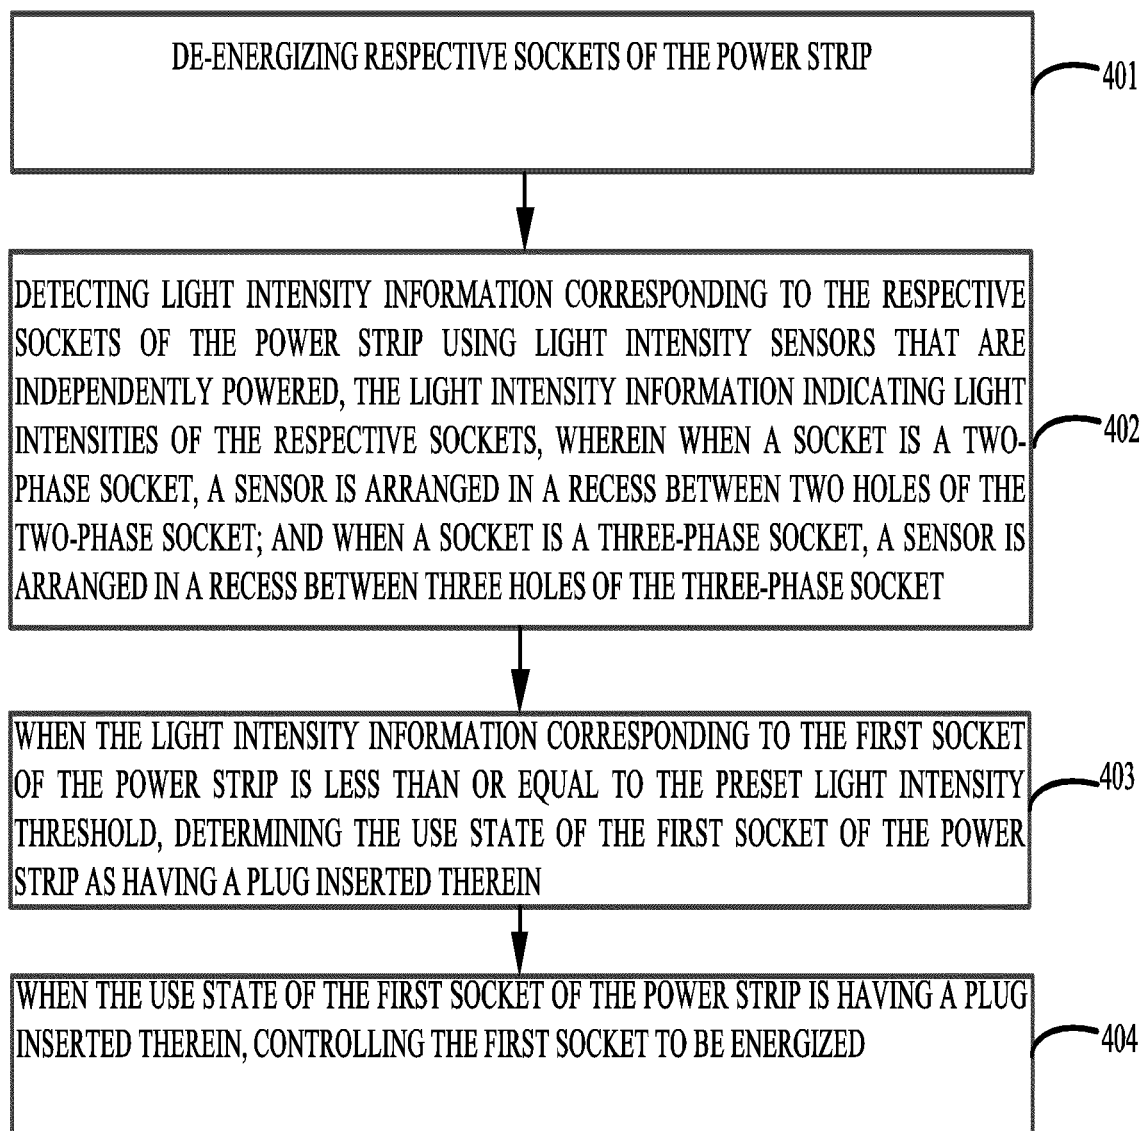 DE-ENERGIZING RESPECTIVE SOCKETS OF THE POWER STRIP
401
DETECTING LIGHT INTENSITY INFORMATION CORRESPONDING TO THE RESPECTIVE
SOCKETS OF THE POWER STRIP USING LIGHT INTENSITY SENSORS THAT ARE
INDEPENDENTLY POWERED, THE LIGHT INTENSITY INFORMATION INDICATING LIGHT
INTENSITIES OF THE RESPECTIVE SOCKETS, WHEREIN WHEN A SOCKET IS A TWO-
PHASE SOCKET, A SENSOR IS ARRANGED IN A RECESS BETWEEN TWO HOLES OF THE
TWO-PHASE SOCKET; AND WHEN A SOCKET IS A THREE-PHASE SOCKET, A SENSOR IS
ARRANGED IN A RECESS BETWEEN THREE HOLES OF THE THREE-PHASE SOCKET
402
WHEN THE LIGHT INTENSITY INFORMATION CORRESPONDING TO THE FIRST SOCKET
OF THE POWER STRIP IS LESS THAN OR EQUAL TO THE PRESET LIGHT INTENSITY
THRESHOLD, DETERMINING THE USE STATE OF THE FIRST SOCKET OF THE POWER
STRIP AS HAVING A PLUG INSERTED THEREIN
403
WHEN THE USE STATE OF THE FIRST SOCKET OF THE POWER STRIP IS HAVING A PLUG
INSERTED THEREIN, CONTROLLING THE FIRST SOCKET TO BE ENERGIZED
404